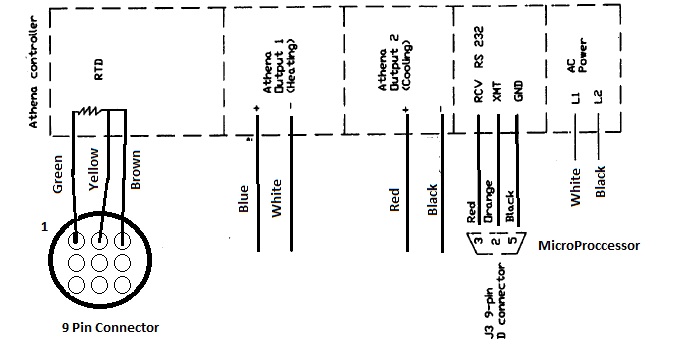 Athena controller
RTD
Athena
Output 1
(Heating)
+
-
Athena
Output 2
(Cooling)
+
-
RS 232
RCV
XMT
GND
AC
Power
L1
L2
Green
Yellow
Brown
Blue
White
Red
Black
Red
Orange
Black
White
Black
1
3 2 5
MicroProccessor
J3 9-pin
D connector
9 Pin Connector